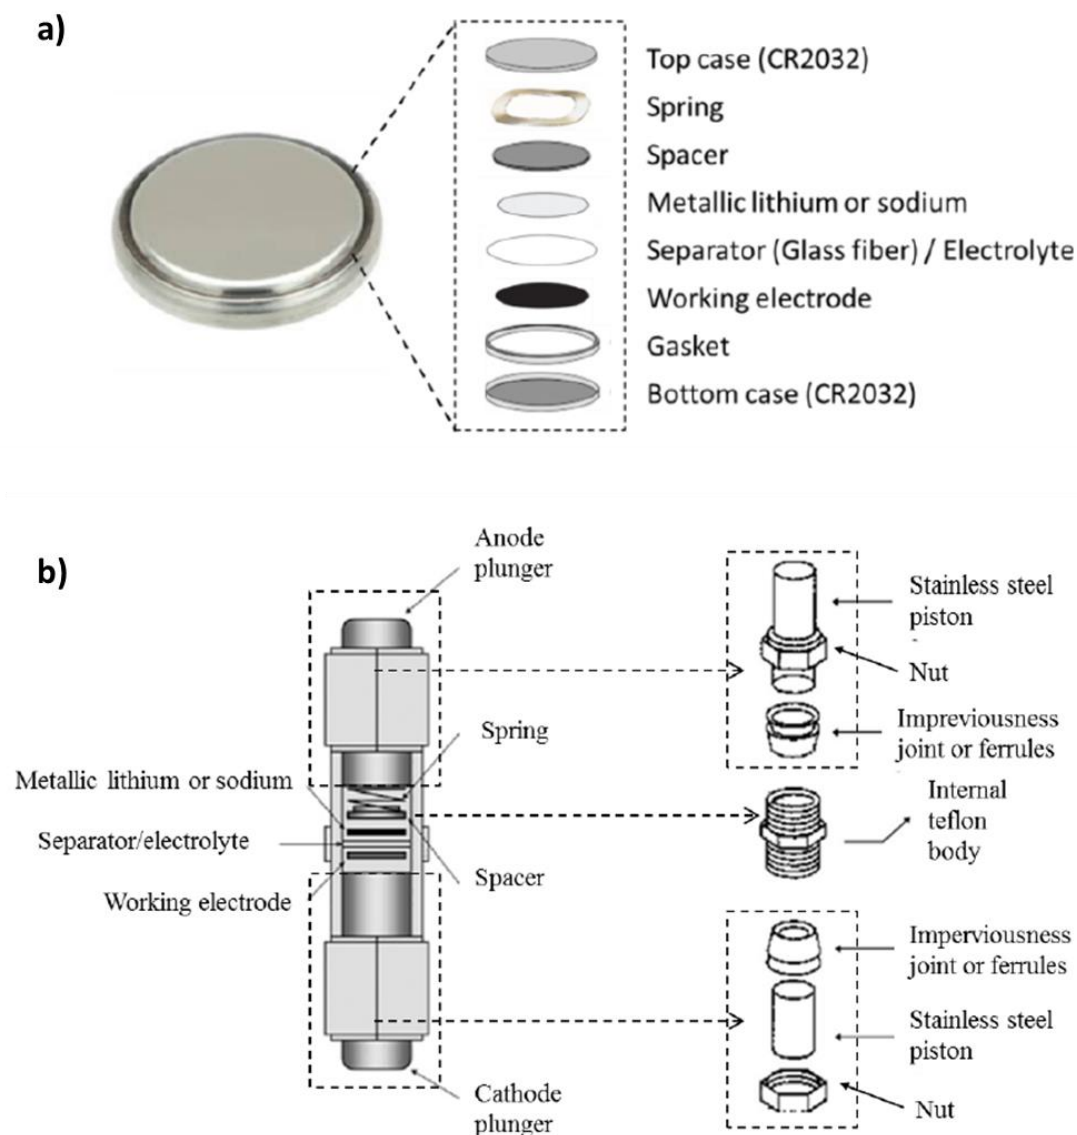 a)
Top case (CR2032)
Spring
Spacer
Metallic lithium or sodium
Separator (Glass fiber) / Electrolyte
Working electrode
Gasket
Bottom case (CR2032)
b)
Anode
plunger
Spring
Metallic lithium or sodium
Separator/electrolyte
Spacer
Working electrode
Cathode
plunger
Stainless steel
piston
Nut
Impreviousness
joint or ferrules
Internal
teflon
body
Imperviousness
joint or ferrules
Stainless steel
piston
Nut